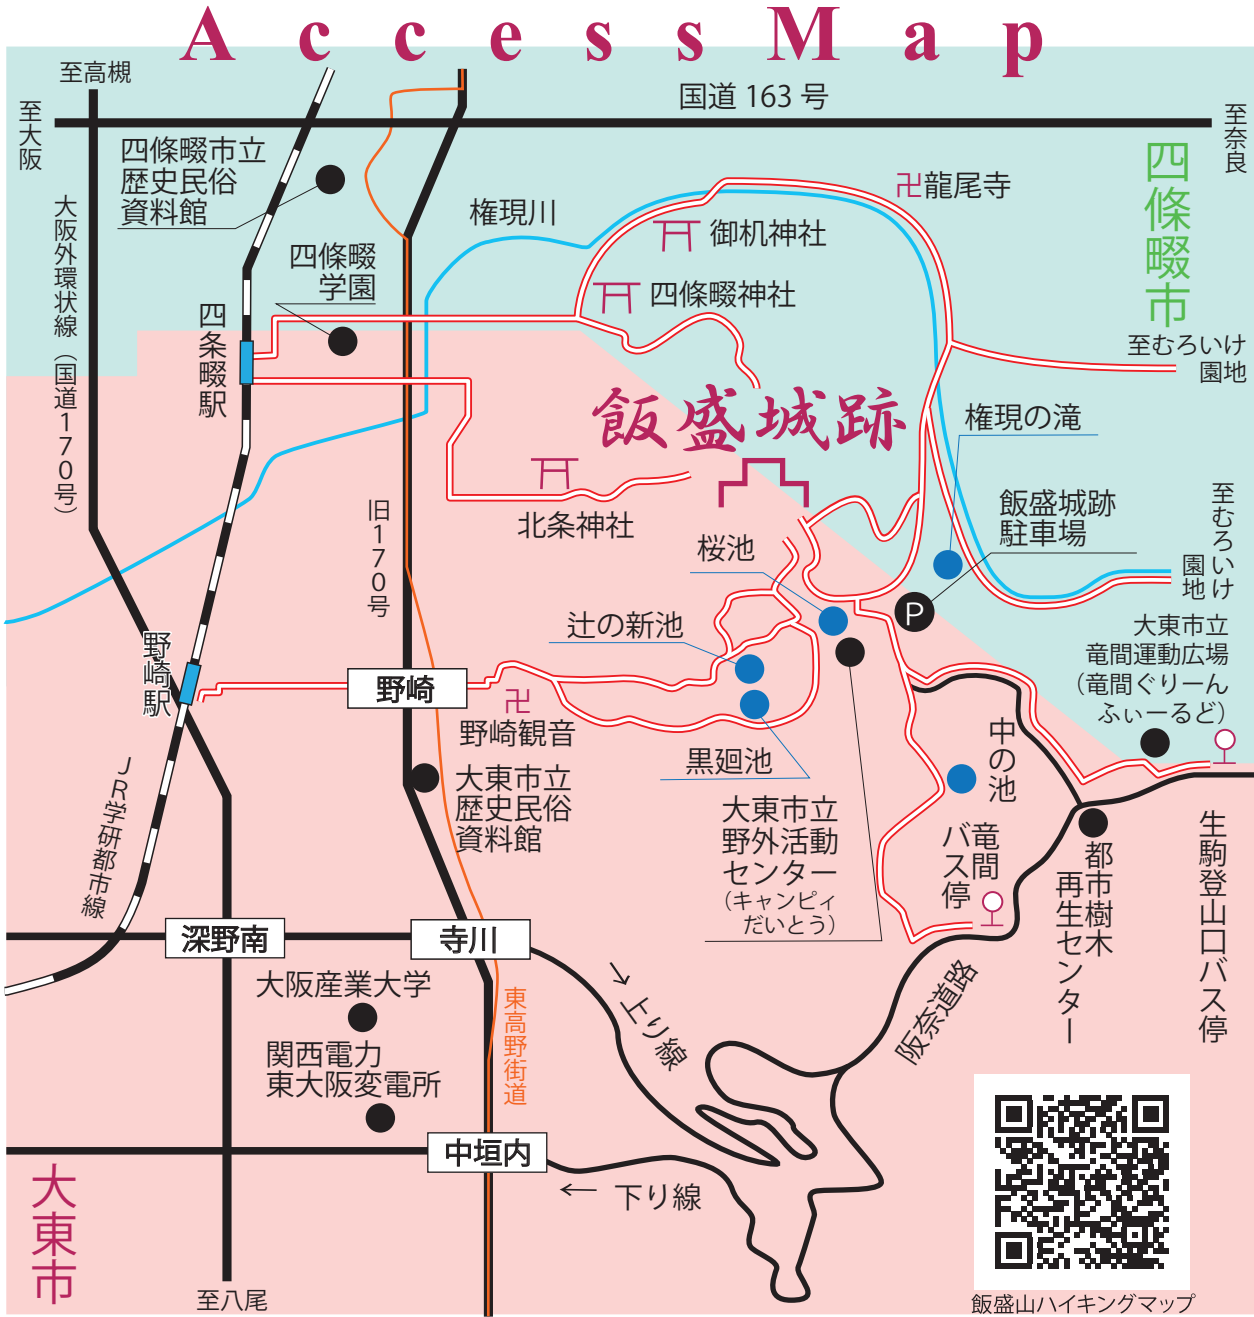 Access Map
至高槻
国道 163 号
至大阪
至奈良
四條畷市立
歴史民俗
資料館
四條畷市
卍龍尾寺
権現川
御机神社
大阪外環状線（国道170号）
四條畷
学園
四條畷神社
四条畷駅
至むろいけ
園地
飯盛城跡
権現の滝
旧170号
北条神社
桜池
飯盛城跡
駐車場
至むろいけ
園地
P
辻の新池
大東市立
竜間運動広場
（竜間ぐりーん
ふぃーるど）
野崎駅
野崎
卍
野崎観音
黒廻池
中の池
大東市立
歴史民俗
資料館
JR学研都市線
大東市立
野外活動
センター
（キャンピィ
だいとう）
竜間
バス停
都市樹木
再生センター
生駒登山口バス停
深野南
寺川
大阪産業大学
上り線
阪奈道路
東高野街道
関西電力
東大阪変電所
中垣内
下り線
大東市
至八尾
飯盛山ハイキングマップ